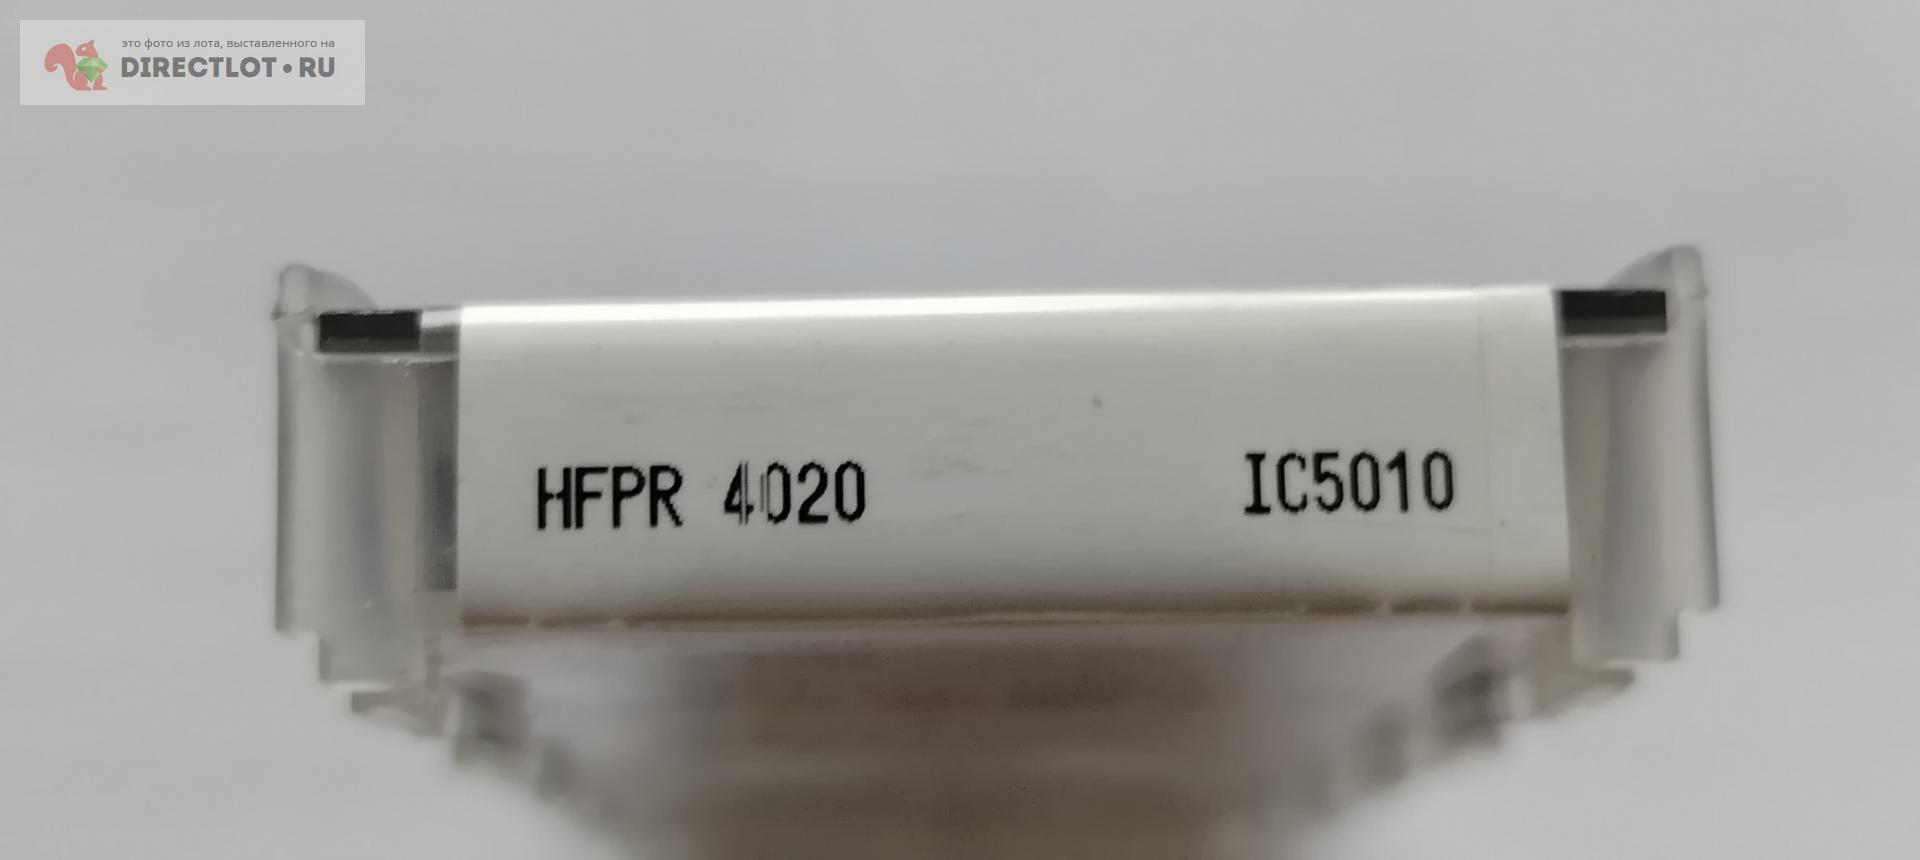 это фото из лота, выставленного на
DIRECTLOT•RU
HFPR 4020 IC5010